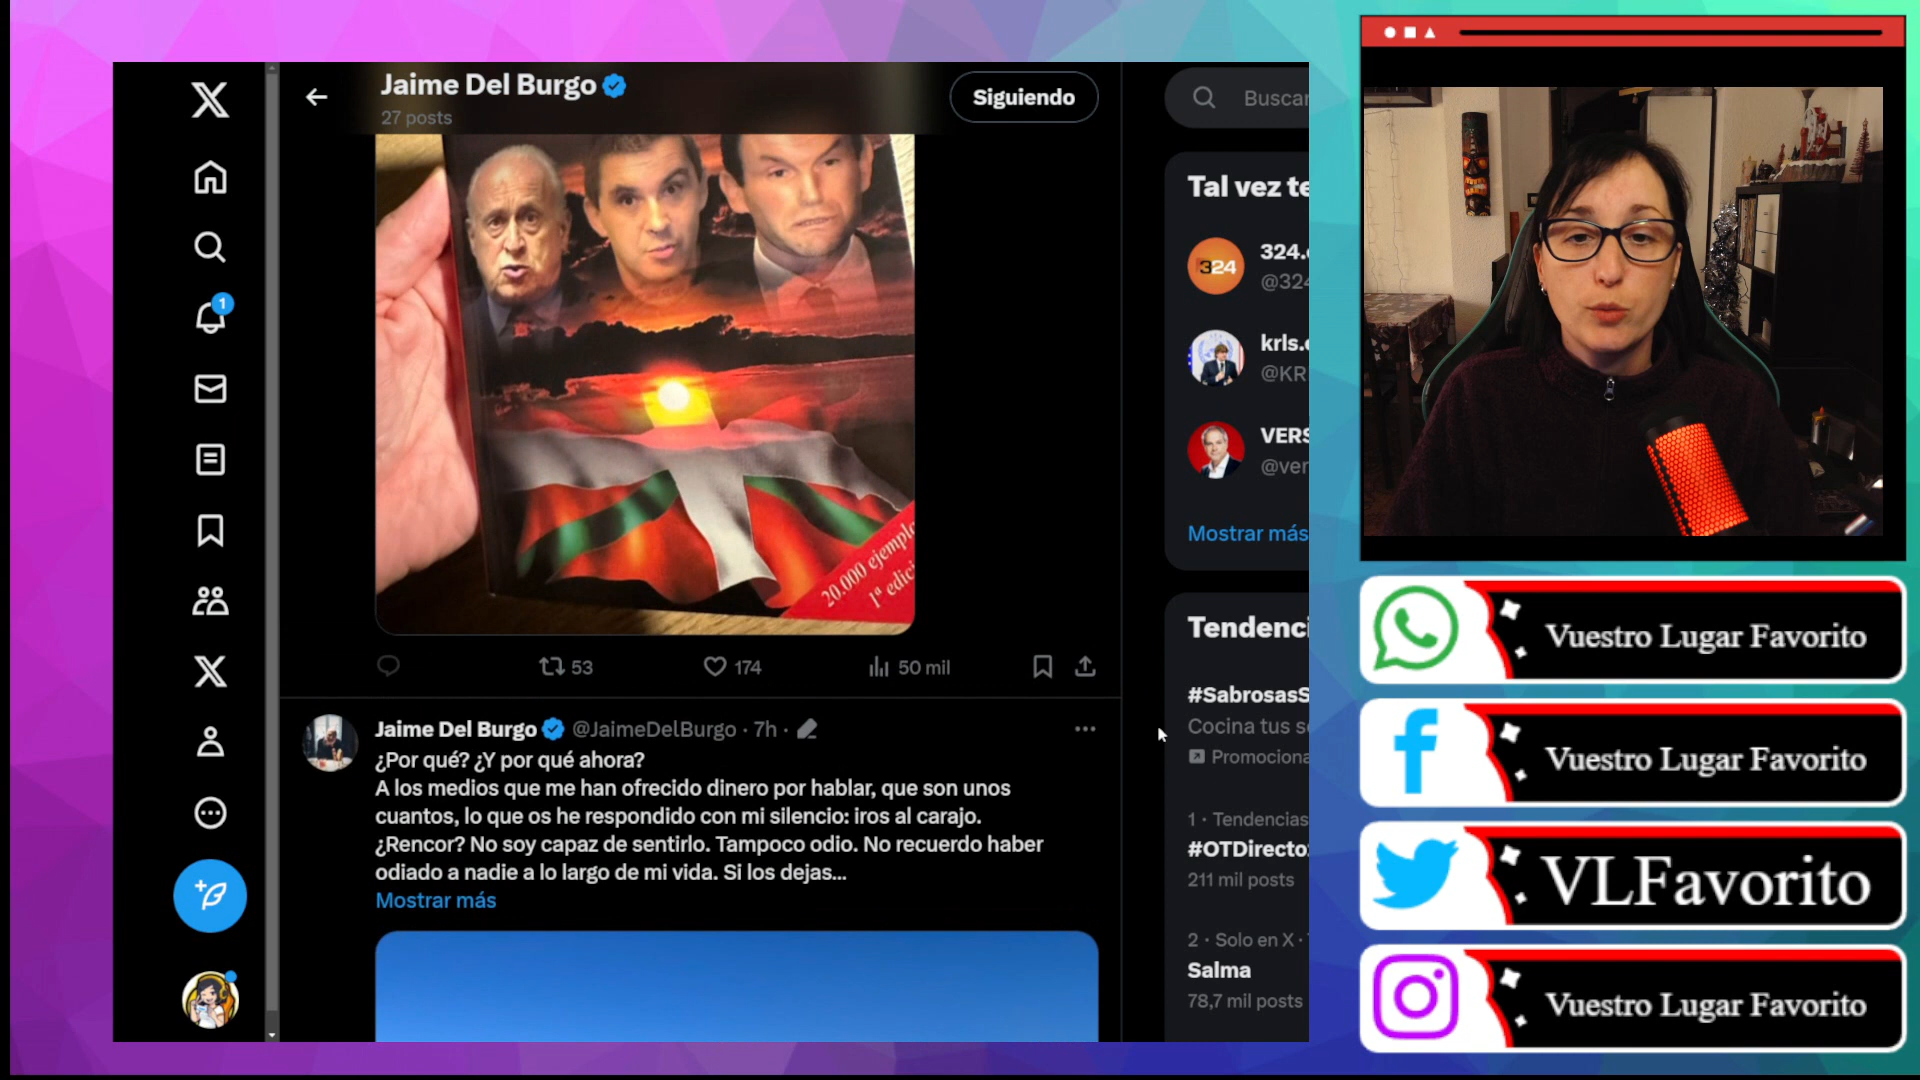 Jaime Del Burgo
27 posts
Siguiendo
Buscar
Tal vez te
324.
@324
krls.
@KR
VERS
@ver
Mostrar más
20.000 ejempla
1ª edici
53
174
50 mil
Jaime Del Burgo @JaimeDelBurgo · 7h ·
¿Por qué? ¿Y por qué ahora?
A los medios que me han ofrecido dinero por hablar, que son unos
cuantos, lo que os he respondido con mi silencio: iros al carajo.
¿Rencor? No soy capaz de sentirlo. Tampoco odio. No recuerdo haber
odiado a nadie a lo largo de mi vida. Si los dejas...
Mostrar más
Tendenci
#SabrosasS
Cocina tus s
Promociona
1 · Tendencias
#OTDirecto
211 mil posts
2 · Solo en X ·
Salma
78,7 mil posts
1
324
Vuestro Lugar Favorito
Vuestro Lugar Favorito
VLFavorito
Vuestro Lugar Favorito